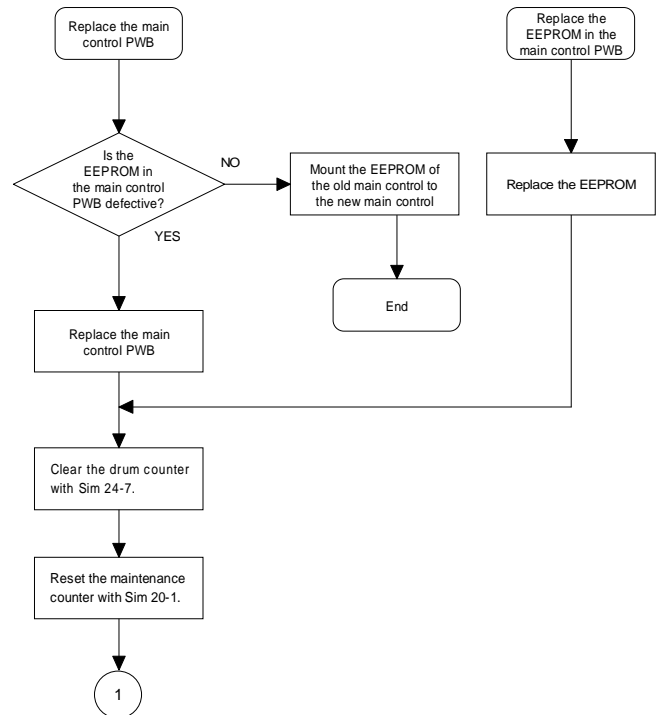 Replace the main
control PWB
Replace the
EEPROM in the
main control PWB
Is the
EEPROM in
the main control
PWB defective?
NO
YES
Mount the EEPROM of
the old main control to
the new main control
Replace the EEPROM
End
Replace the main
control PWB
Clear the drum counter
with Sim 24-7.
Reset the maintenance
counter with Sim 20-1.
1